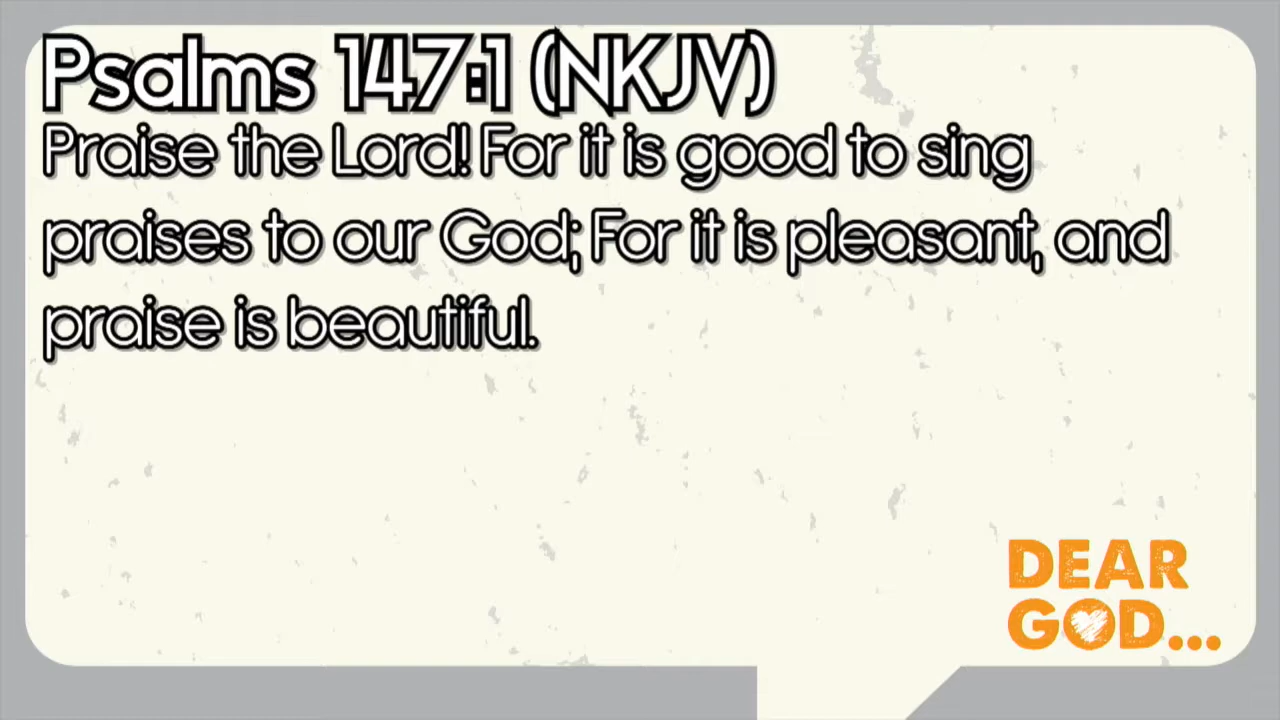 Psalms 147:1 (NKJV)
Praise the Lord! For it is good to sing
praises to our God; For it is pleasant, and
praise is beautiful.
DEAR
GOD...